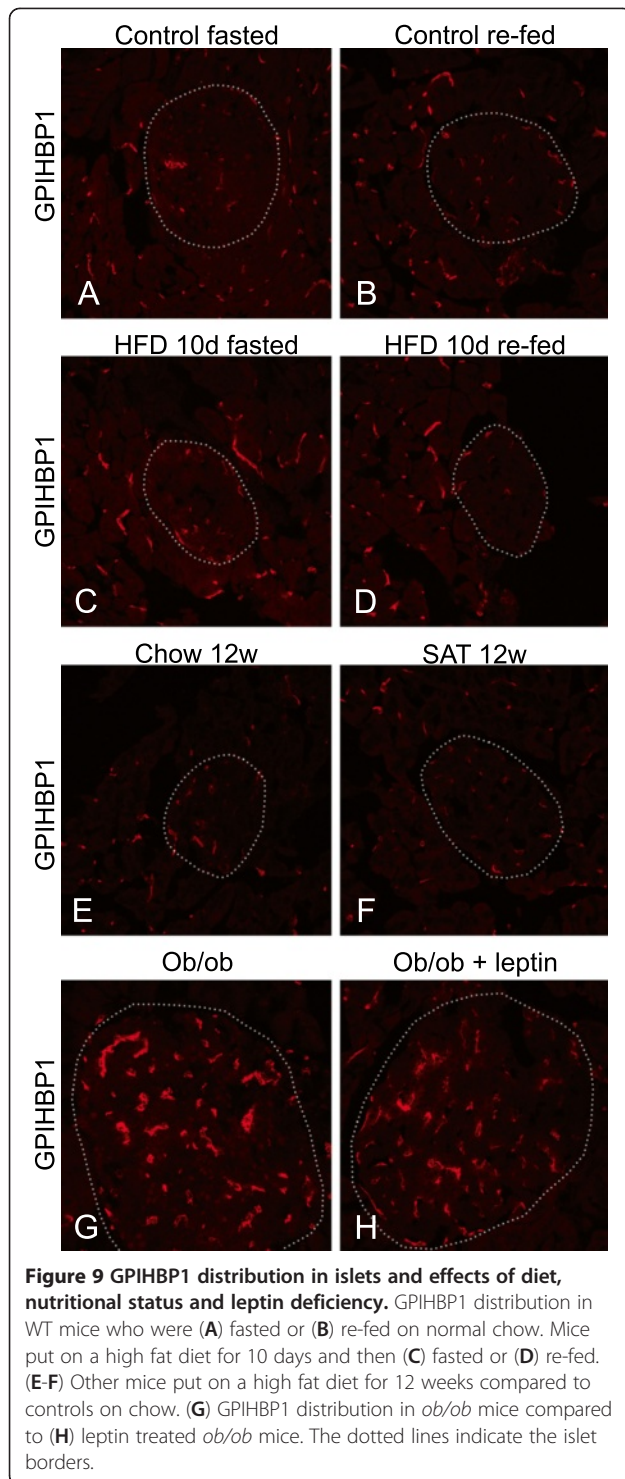 Control fasted Control re-fed
GPIHBP1
A B
HFD 10d fasted HFD 10d re-fed
GPIHBP1
C D
Chow 12w SAT 12w
GPIHBP1
E F
Ob/ob Ob/ob + leptin
GPIHBP1
G H
Figure 9 GPIHBP1 distribution in islets and effects of diet,
nutritional status and leptin deficiency. GPIHBP1 distribution in
WT mice who were (A) fasted or (B) re-fed on normal chow. Mice
put on a high fat diet for 10 days and then (C) fasted or (D) re-fed.
(E-F) Other mice put on a high fat diet for 12 weeks compared to
controls on chow. (G) GPIHBP1 distribution in ob/ob mice compared
to (H) leptin treated ob/ob mice. The dotted lines indicate the islet
borders.